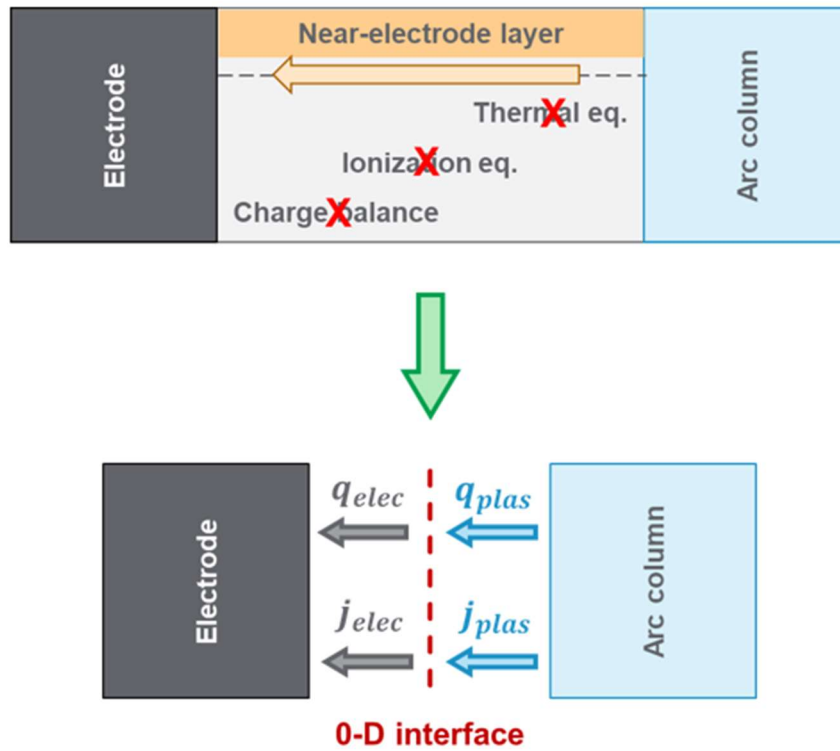 Near-electrode layer
Electrode
Thermal eq.
Ionization eq.
Charge balance
Arc column
q_elec
q_plas
Electrode
j_elec
j_plas
Arc column
0-D interface